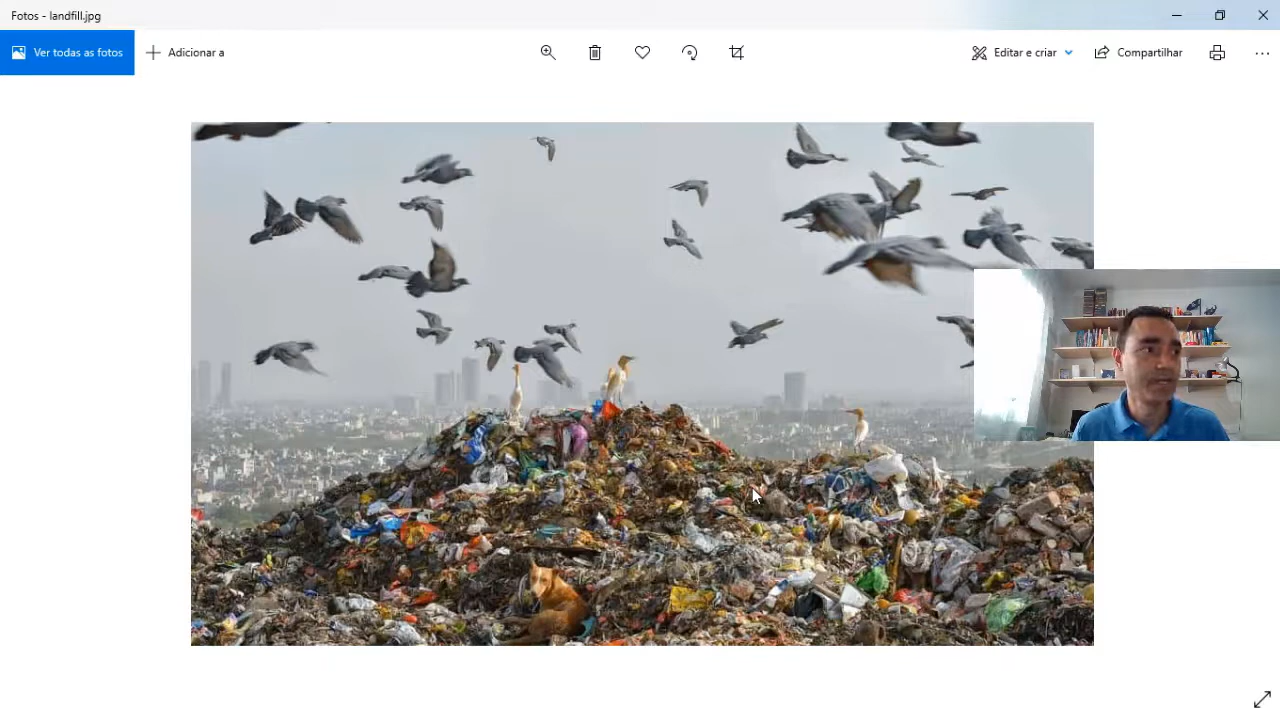 Fotos - landfill.jpg
Ver todas as fotos
Adicionar a
Editar e criar
Compartilhar